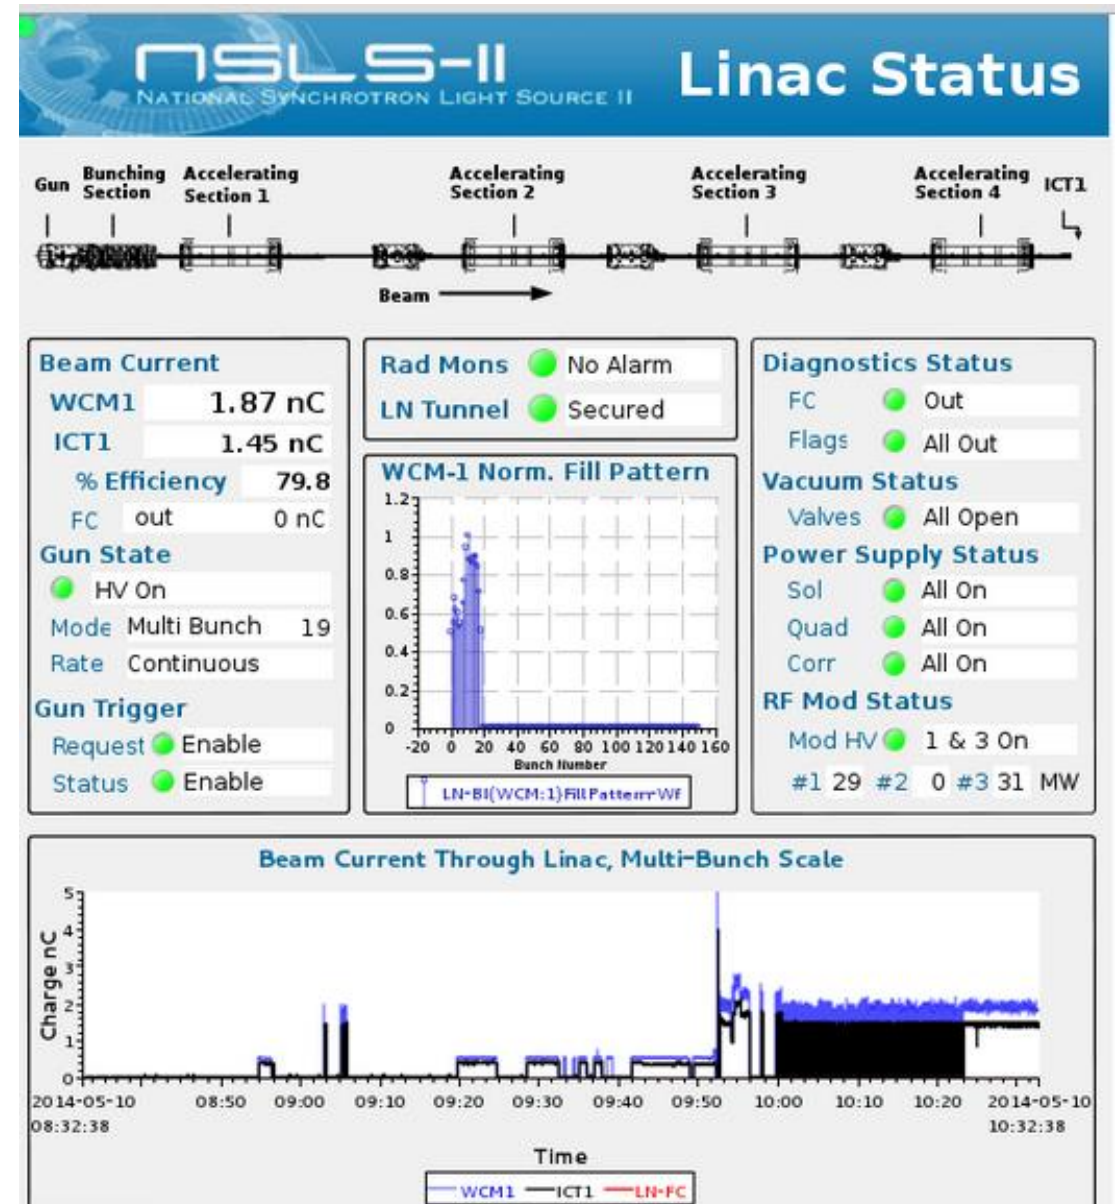 NSLS-II
NATIONAL SYNCHROTRON LIGHT SOURCE II
Linac Status
Gun
Bunching
Section
Accelerating
Section 1
Accelerating
Section 2
Accelerating
Section 3
Accelerating
Section 4
ICT1
Beam
Beam Current
WCM1 1.87 nC
ICT1 1.45 nC
% Efficiency 79.8
FC out 0 nC
Gun State
HV On
Mode Multi Bunch 19
Rate Continuous
Gun Trigger
Request Enable
Status Enable
Rad Mons No Alarm
LN Tunnel Secured
WCM-1 Norm. Fill Pattern
1.2
1
0.8
0.6
0.4
0.2
0
-20 0 20 40 60 80 100 120 140 160
Bunch Number
LN-BI{WCM:1}FillPattern-Wf
Diagnostics Status
FC Out
Flags All Out
Vacuum Status
Valves All Open
Power Supply Status
Sol All On
Quad All On
Corr All On
RF Mod Status
Mod HV 1 & 3 On
#1 29 #2 0 #3 31 MW
Beam Current Through Linac, Multi-Bunch Scale
Charge nC
5
4
3
2
1
0
2014-05-10 08:50 09:00 09:10 09:20 09:30 09:40 09:50 10:00 10:10 10:20 2014-05-10
08:32:38 10:32:38
Time
WCM1 ICT1 LN-FC